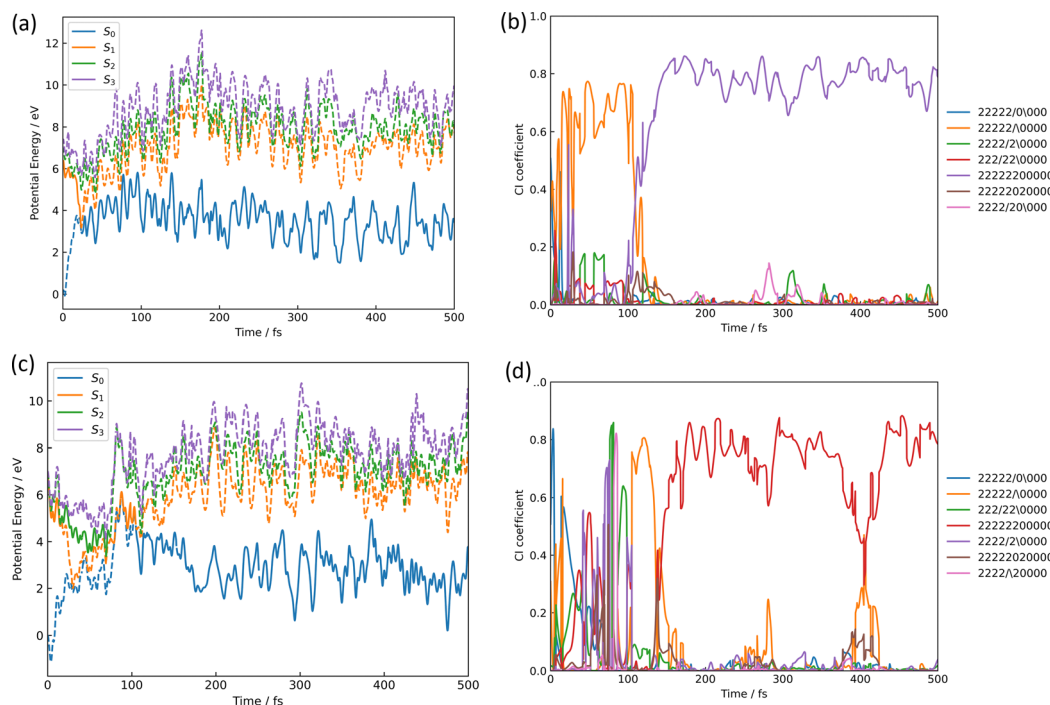 (a)
S0
S1
S2
S3
Potential Energy / eV
12
10
8
6
4
2
0
0 100 200 300 400 500
Time / fs
(b)
CI coefficient
1.0
0.8
0.6
0.4
0.2
0.0
0 100 200 300 400 500
Time / fs
22222/0\000
22222/\0000
2222/2\0000
222/22\0000
22222200000
22222020000
2222/20\000
(c)
S0
S1
S2
S3
Potential Energy / eV
10
8
6
4
2
0
0 100 200 300 400 500
Time / fs
(d)
CI coefficient
..0
0.8
0.6
0.4
0.2
0.0
0 100 200 300 400 500
Time / fs
22222/0\000
22222/\0000
222/22\0000
22222200000
2222/2\0000
22222020000
2222/\20000